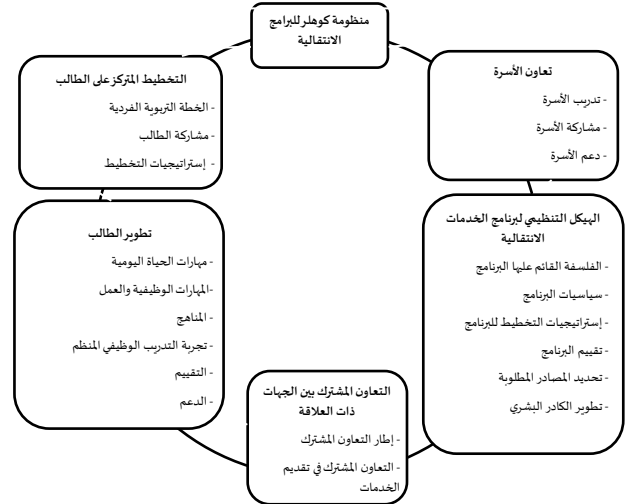 منظومة كوهلر للبرامج
الانتقالية
تعاون الأسرة
- تدريب الأسرة
- مشاركة الأسرة
- دعم الأسرة
الهيكل التنظيمي لبرنامج الخدمات
الانتقالية
- الفلسفة القائم عليها البرنامج
- سياسيات البرنامج
- إستراتيجيات التخطيط للبرنامج
- تقييم البرنامج
- تحديد المصادر المطلوبة
- تطوير الكادر البشري
التعاون المشترك بين الجهات
ذات العلاقة
- إطار التعاون المشترك
- التعاون المشترك في تقديم
الخدمات
تطوير الطالب
- مهارات الحياة اليومية
-المهارات الوظيفية والعمل
- المناهج
- تجربة التدريب الوظيفي المنظم
- التقييم
- الدعم
التخطيط المتركز على الطالب
- الخطة التربوية الفردية
- مشاركة الطالب
- إستراتيجيات التخطيط